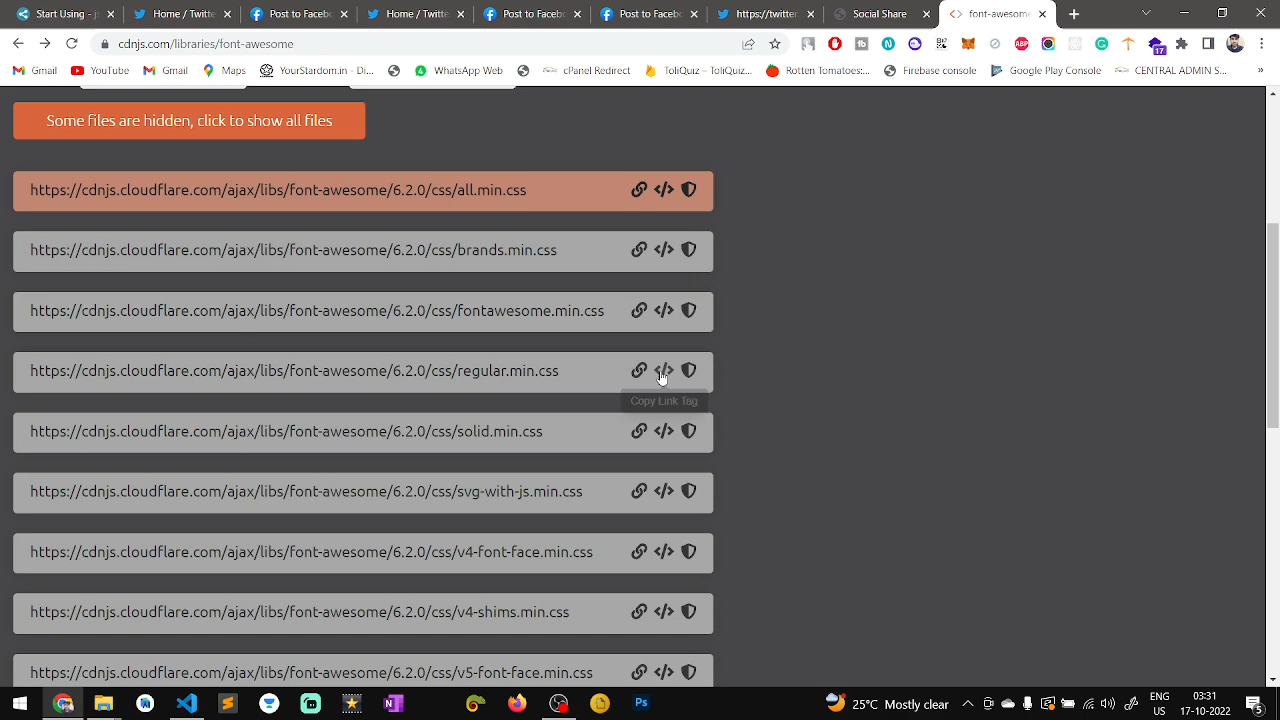 Start Using - js
Home / Twitte
Post to Facebo
Home / Twitte
Post to Facebo
Post to Facebo
https://twitter
Social Share
font-awesome
cdnjs.com/libraries/font-awesome
ABP
17
Gmail
YouTube
Gmail
Maps
YourStardom - Di...
WhatsApp Web
cPanel Redirect
ToliQuiz... - ToliQuiz...
Rotten Tomatoes...
Firebase console
Google Play Console
CENTRAL ADMIN S...
»
Some files are hidden, click to show all files
https://cdnjs.cloudflare.com/ajax/libs/font-awesome/6.2.0/css/all.min.css
https://cdnjs.cloudflare.com/ajax/libs/font-awesome/6.2.0/css/brands.min.css
https://cdnjs.cloudflare.com/ajax/libs/font-awesome/6.2.0/css/fontawesome.min.css
https://cdnjs.cloudflare.com/ajax/libs/font-awesome/6.2.0/css/regular.min.css
Copy Link Tag
https://cdnjs.cloudflare.com/ajax/libs/font-awesome/6.2.0/css/solid.min.css
https://cdnjs.cloudflare.com/ajax/libs/font-awesome/6.2.0/css/svg-with-js.min.css
https://cdnjs.cloudflare.com/ajax/libs/font-awesome/6.2.0/css/v4-font-face.min.css
https://cdnjs.cloudflare.com/ajax/libs/font-awesome/6.2.0/css/v4-shims.min.css
https://cdnjs.cloudflare.com/ajax/libs/font-awesome/6.2.0/css/v5-font-face.min.css
Ps
25°C Mostly clear
ENG
US
03:31
17-10-2022
5